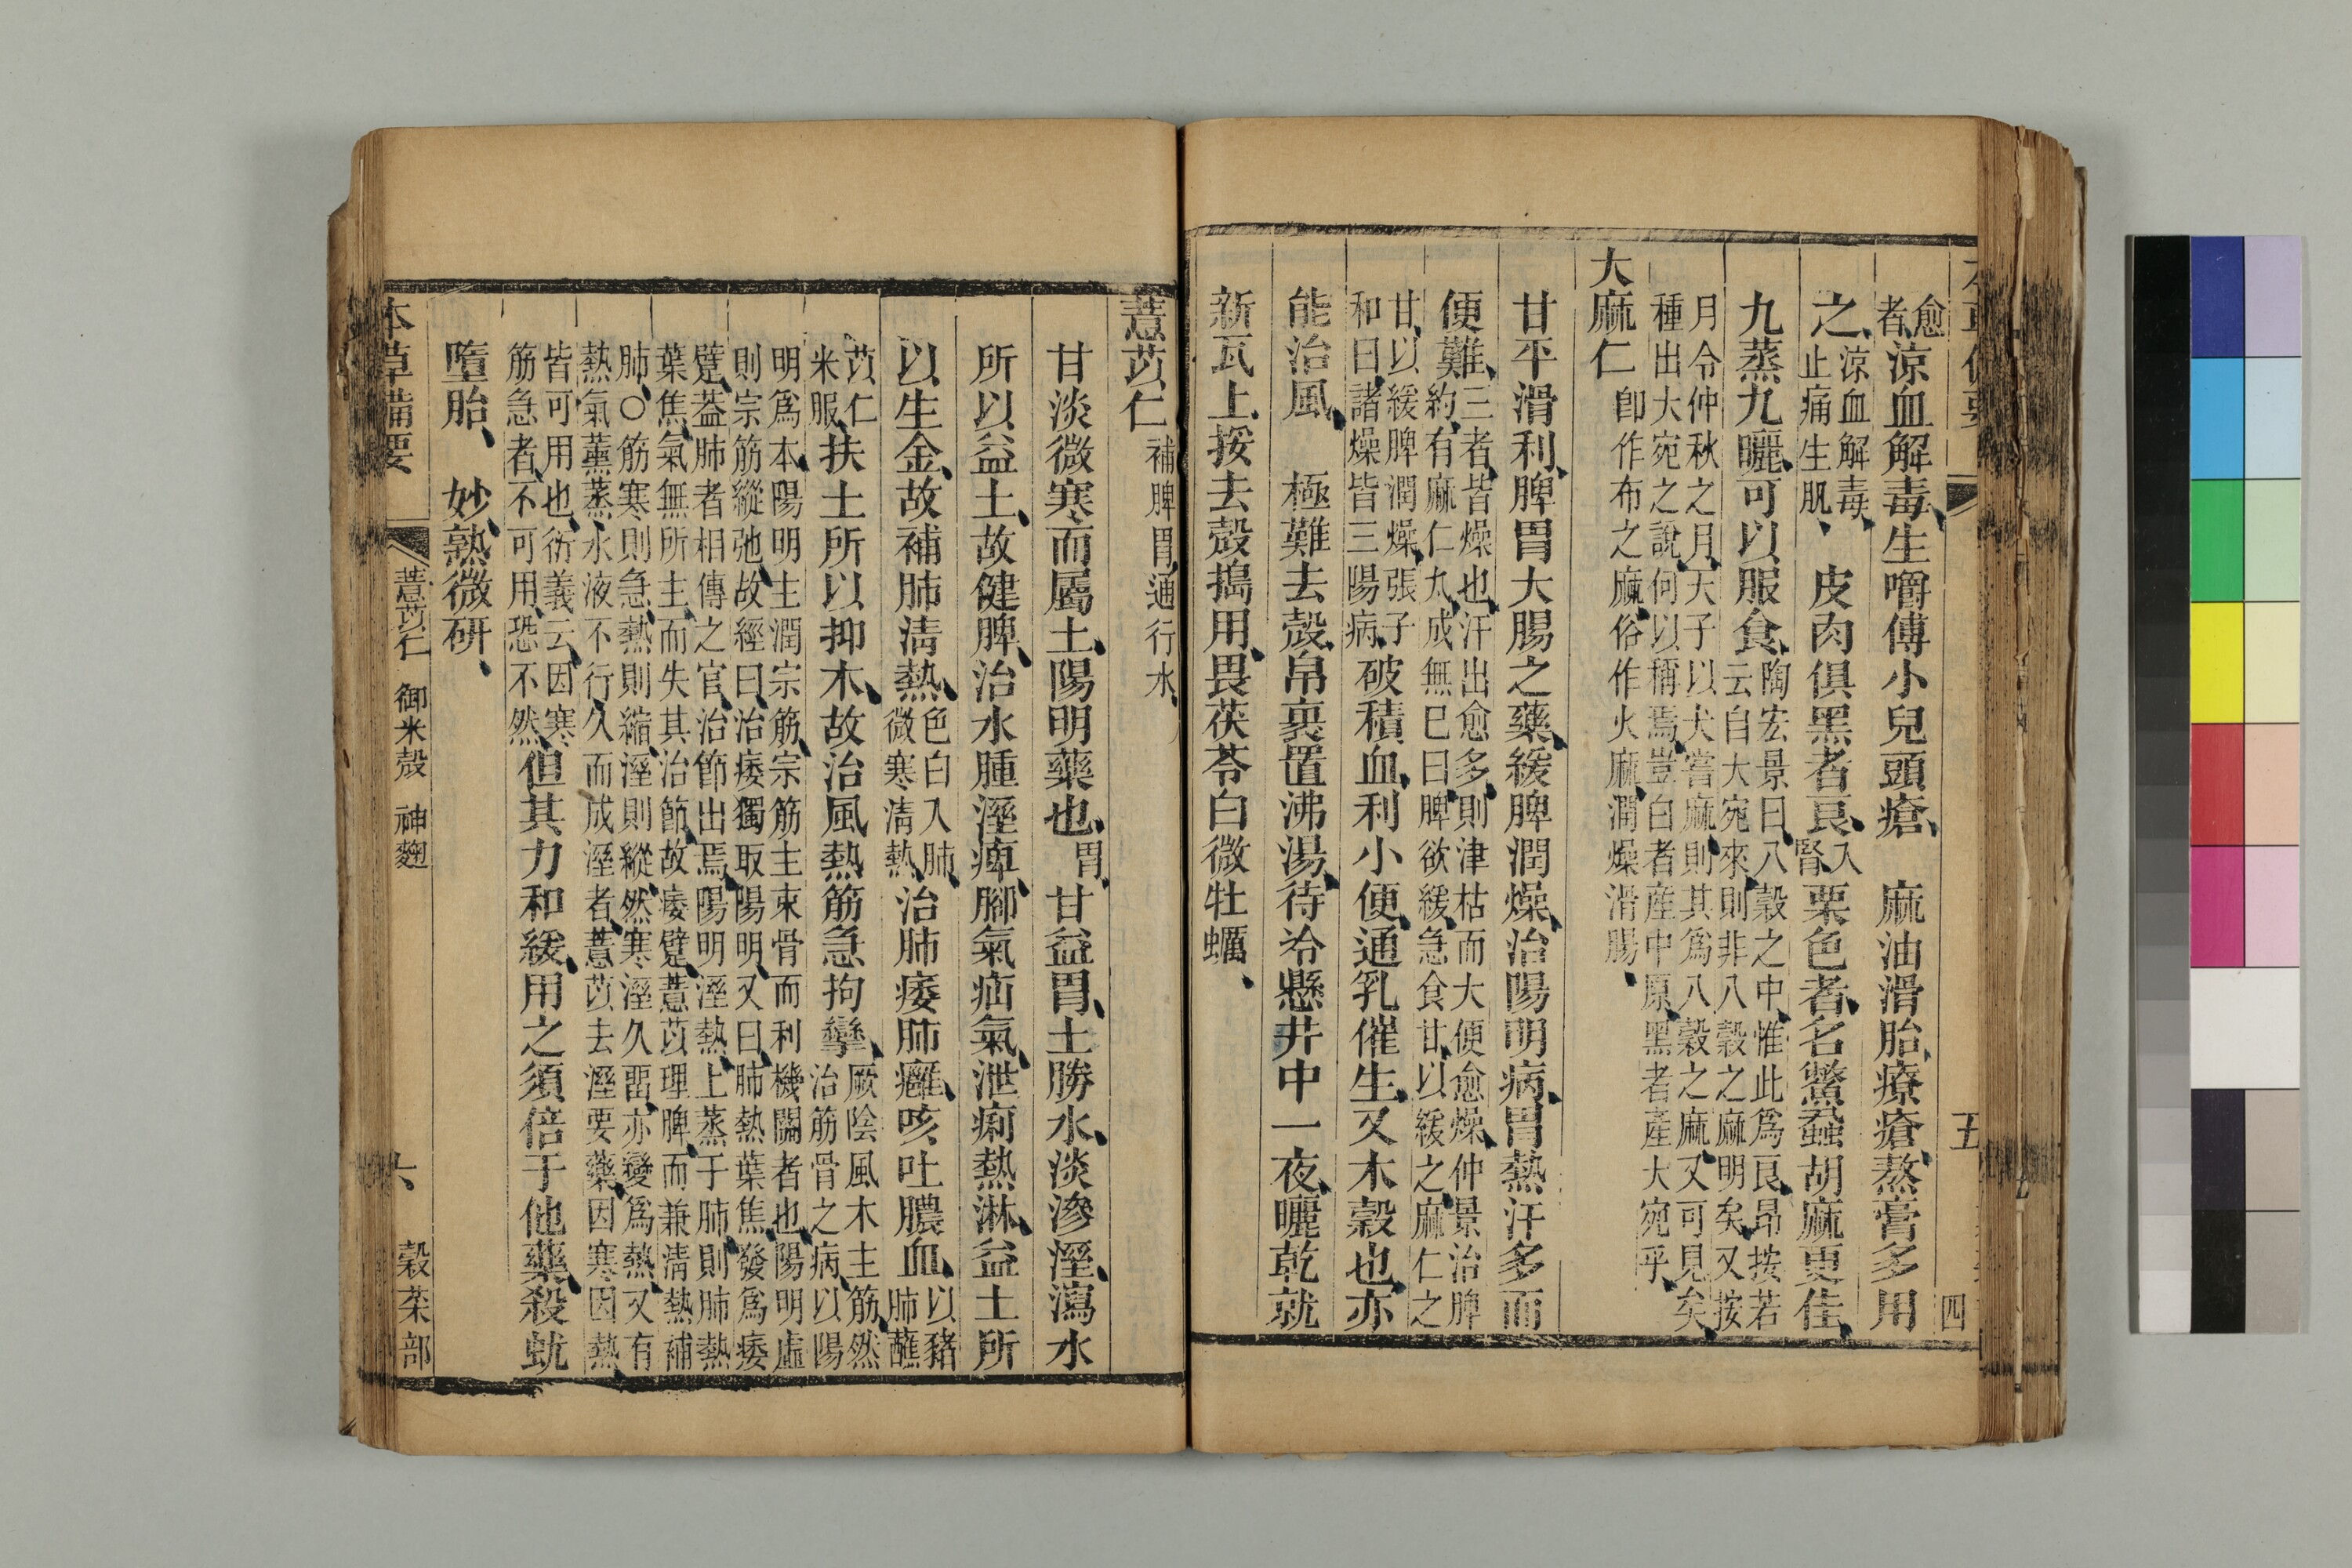 愈者、涼血解毒、生嚼傅小兒頭瘡、　麻油滑胎、療瘡、熬膏多用
之、涼血解毒、止痛生肌、　皮肉俱黑者良、入腎栗色者、名鱉蝨胡麻更佳、
九蒸九曬、可以服食、陶宏景曰、八穀之中、惟此爲良、昂按若云自大宛來、則非八穀之麻明矣、又按
月令仲秋之月、天子以犬嘗麻、則其爲八穀之麻、又可見矣、種出大宛之說、何以稱焉、豈白者産中原、黑者産大宛乎、
大麻仁　卽作布之麻、俗作火麻、潤燥滑腸、
甘平滑利、脾胃大腸之藥、緩脾潤燥、治陽明病、胃熱汗多而
便難、三者皆燥也、汗出愈多、則津枯而大便愈燥、仲景治脾約、有麻仁丸、成無已曰、脾欲緩、急食甘、以緩之、麻仁之
甘、以緩脾潤燥、張子和曰、諸燥皆三陽病、破積血、利小便、通乳催生、又木穀也、亦
能治風、　極難去殼、帛裹置沸湯、待冷懸井中一夜、曬乾就
新瓦上、挼去殼、搗用、畏茯苓白微牡蠣、
五
四
薏苡仁　補脾胃、通行水、
甘淡微寒、而屬土、陽明藥也、胃、甘益胃、土勝水、淡滲溼、瀉水
所以益土、故健脾、治水腫溼痺、腳氣疝氣、泄痢熱淋、益土所
以生金、故補肺淸熱、色白入肺、微寒淸熱、治肺痿肺癰、咳吐膿血、以豬肺蘸
苡仁米服、扶土所以抑木、故治風熱筋急拘攣、厥陰風木主筋、然治筋骨之病、以陽
明爲本、陽明主潤宗筋、宗筋主束骨而利機關者也、陽明虛則宗筋縱弛、故經曰、治痿獨取陽明、又曰、肺熱葉焦、發爲痿
躄、葢肺者相傳之官、治節出焉、陽明溼熱、上蒸于肺、則肺熱葉焦、氣無所主、而失其治節、故痿躄、薏苡理脾、而兼淸熱補
肺、〇筋寒則急、熱則縮、溼則縱、然寒溼久畱、亦變爲熱、又有熱氣薰蒸、水液不行、久而成溼者、薏苡去溼要藥、因寒因熱、
皆可用也、衍義云、因寒筋急者、不可用、恐不然、但其力和緩、用之須倍于他藥、殺蚘
墮胎、　炒熟微研、
本草備要　薏苡仁　御米殼　神麴　六　穀菜部